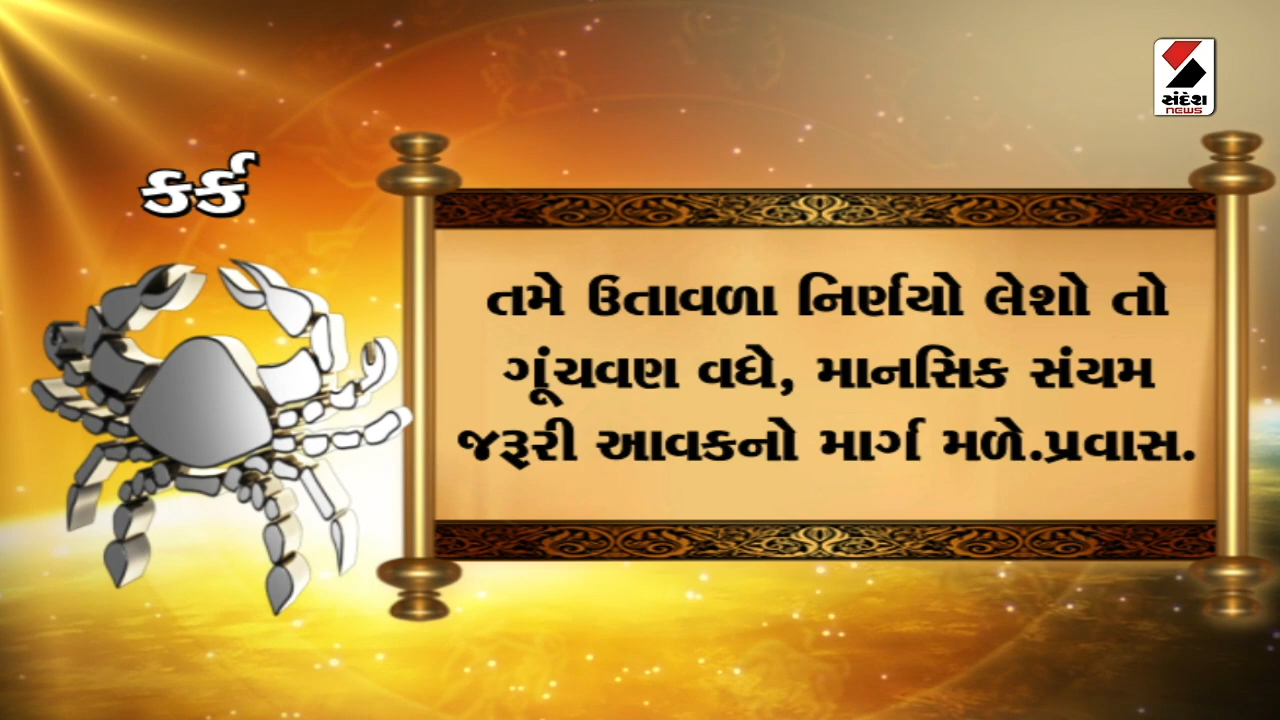 સંદેશ
NEWS
કર્ક
તમે ઉતાવળા નિર્ણયો લેશો તો
ગૂંચવણ વધે, માનસિક સંયમ
જરૂરી આવકનો માર્ગ મળે.પ્રવાસ.